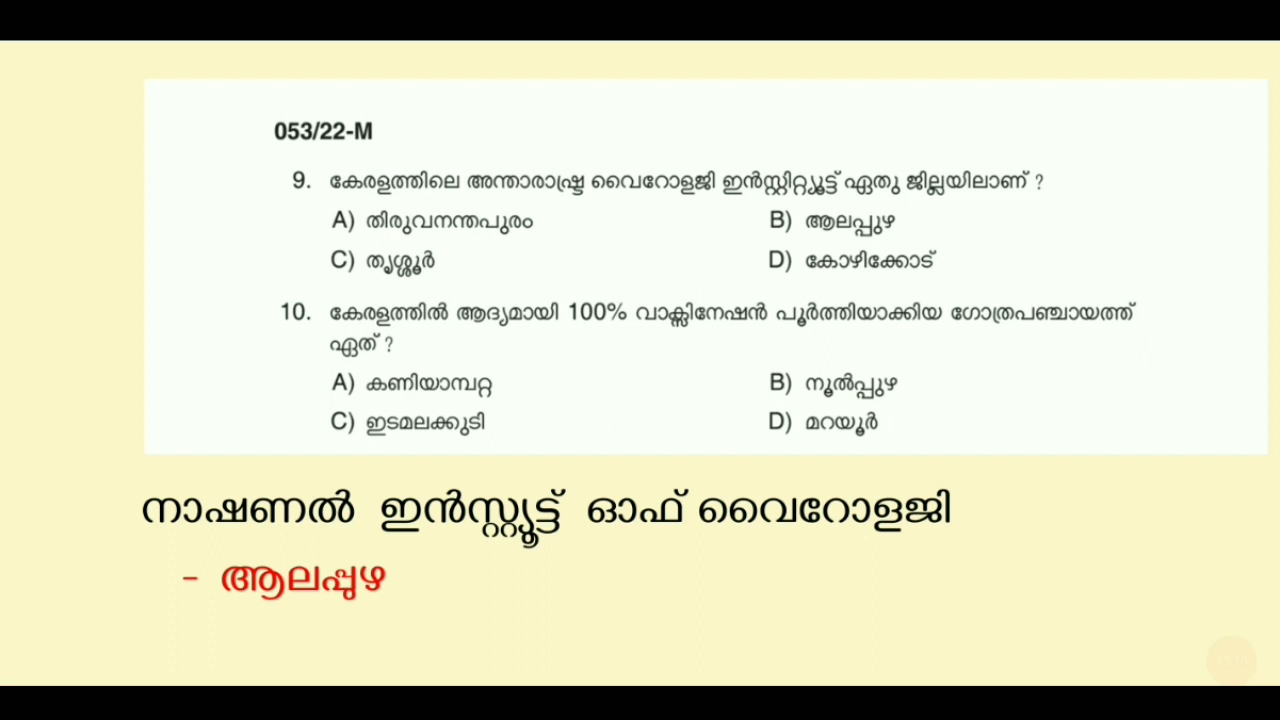 053/22-M
9. കേരളത്തിലെ അന്താരാഷ്ട്ര വൈറോളജി ഇൻസ്റ്റിറ്റ്യൂട്ട് ഏതു ജില്ലയിലാണ് ?
A) തിരുവനന്തപുരം B) ആലപ്പുഴ
C) തൃശ്ശൂർ D) കോഴിക്കോട്
10. കേരളത്തിൽ ആദ്യമായി 100% വാക്സിനേഷൻ പൂർത്തിയാക്കിയ ഗോത്രപഞ്ചായത്ത്
ഏത് ?
A) കണിയാമ്പറ്റ B) നൂൽപ്പുഴ
C) ഇടമലക്കുടി D) മറയൂർ
നാഷണൽ ഇൻസ്റ്റ്യൂട്ട് ഓഫ് വൈറോളജി
- ആലപ്പുഴ